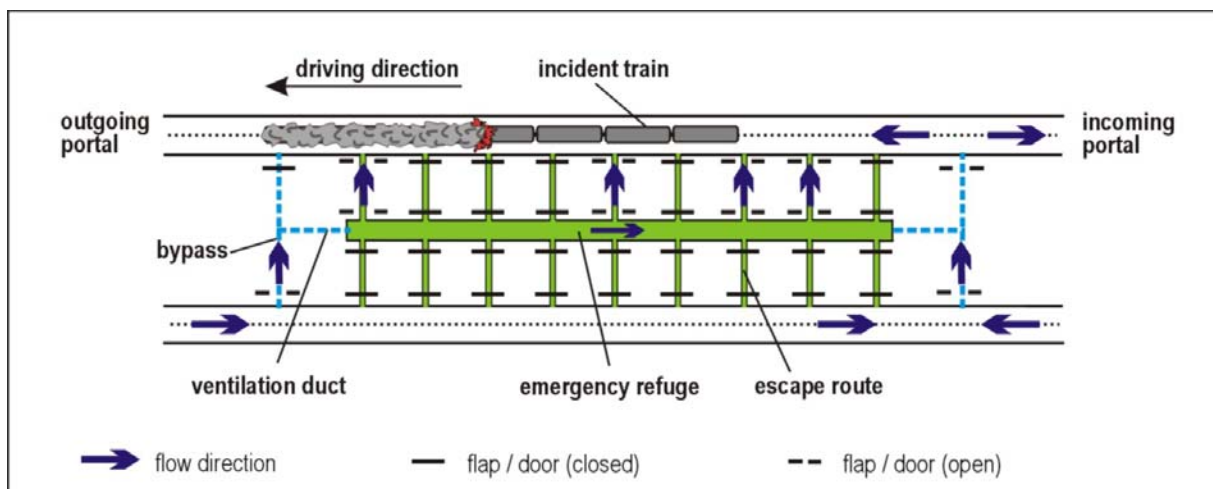 driving direction
incident train
outgoing
portal
incoming
portal
bypass
ventilation duct
emergency refuge
escape route
flow direction
flap / door (closed)
flap / door (open)